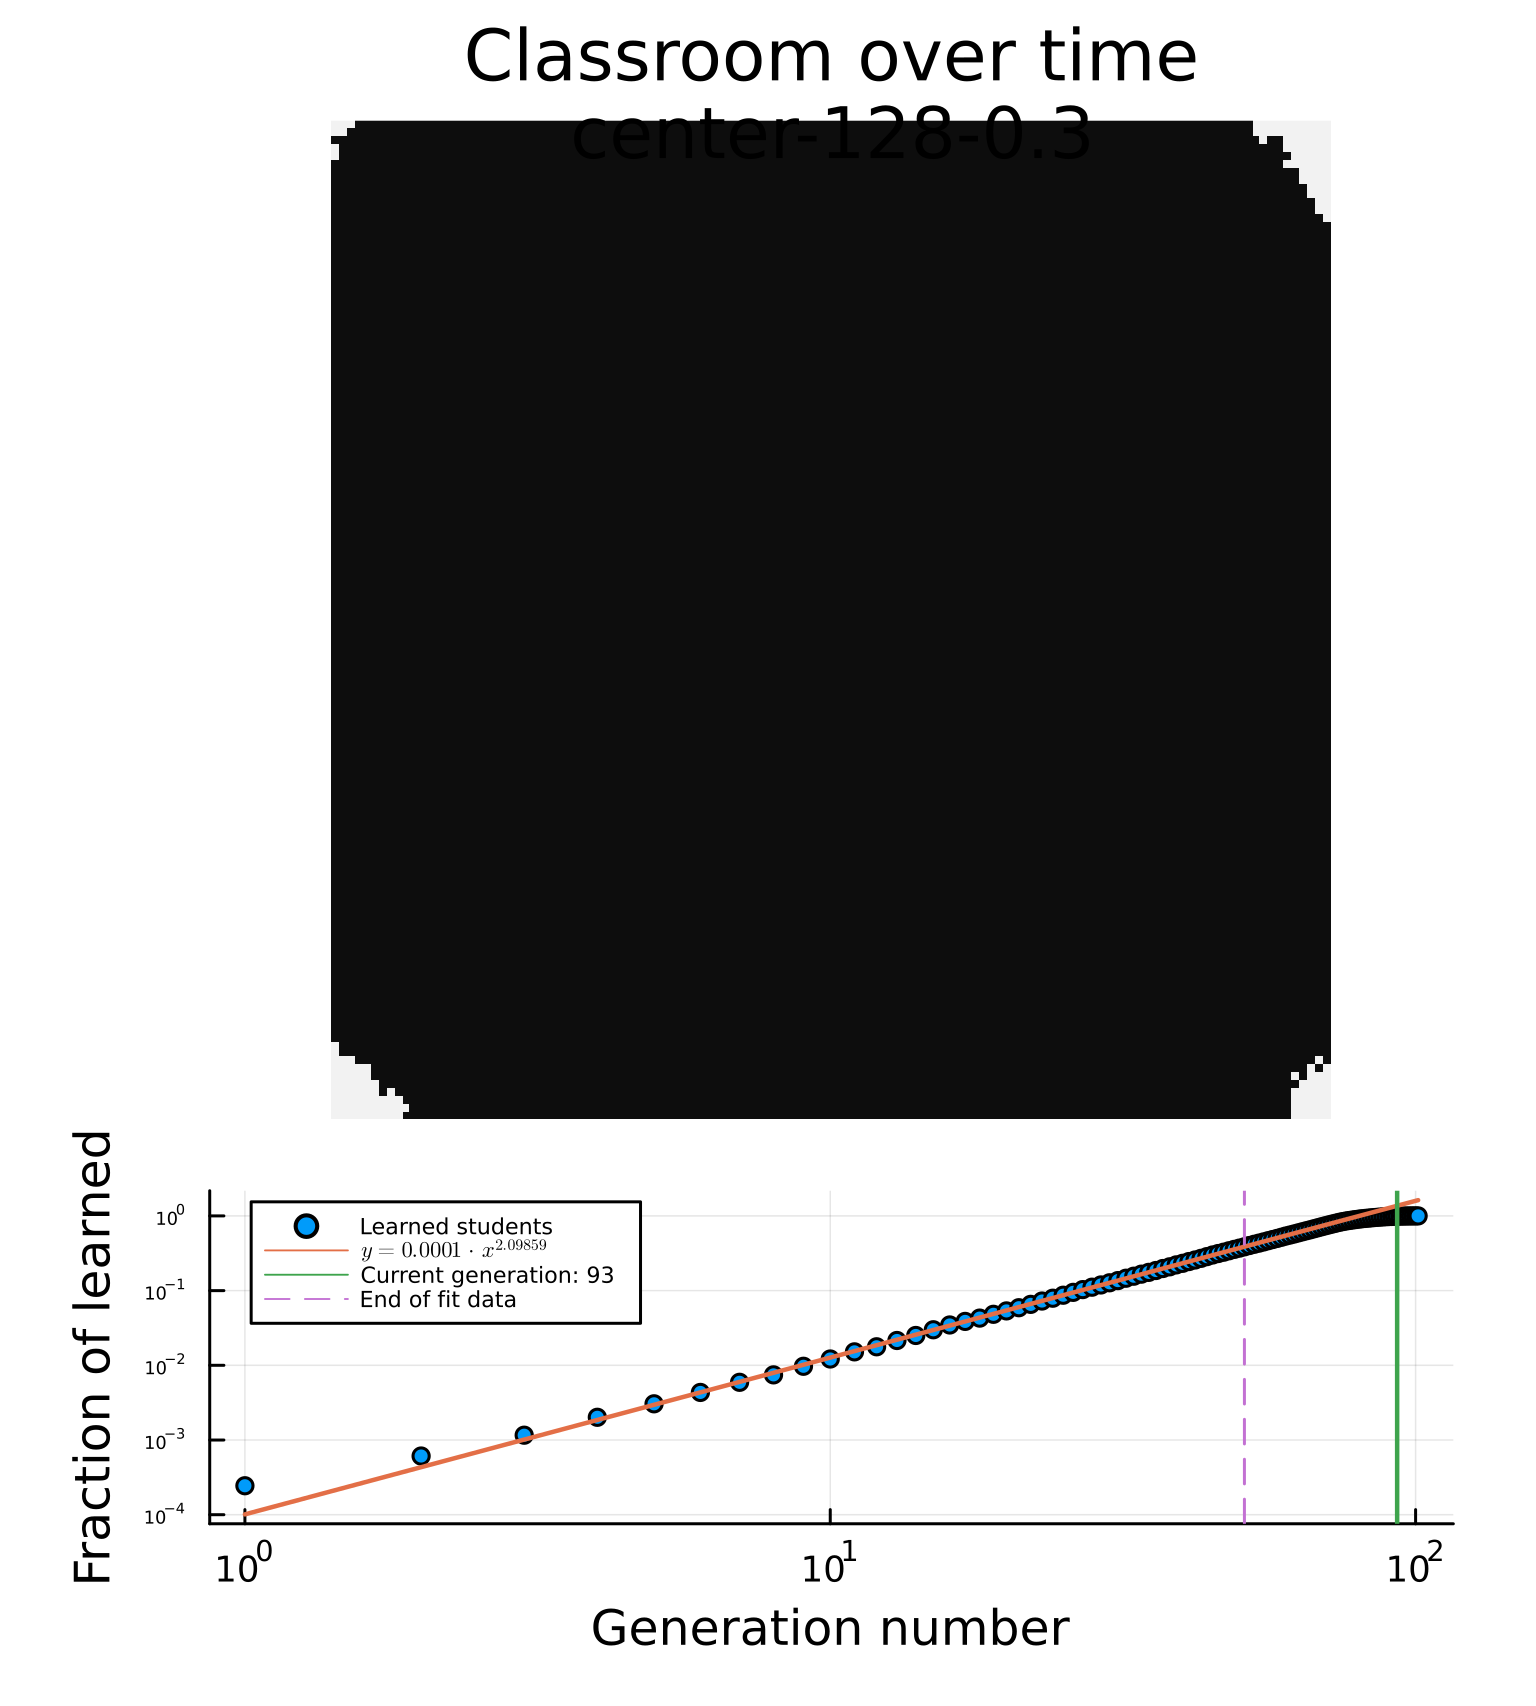 Classroom over time
center-128-0.3
Fraction of learned
10⁰
10⁻¹
10⁻²
10⁻³
10⁻⁴
Learned students
y = 0.0001 · x^2.09859
Current generation: 93
End of fit data
10⁰ 10¹ 10²
Generation number